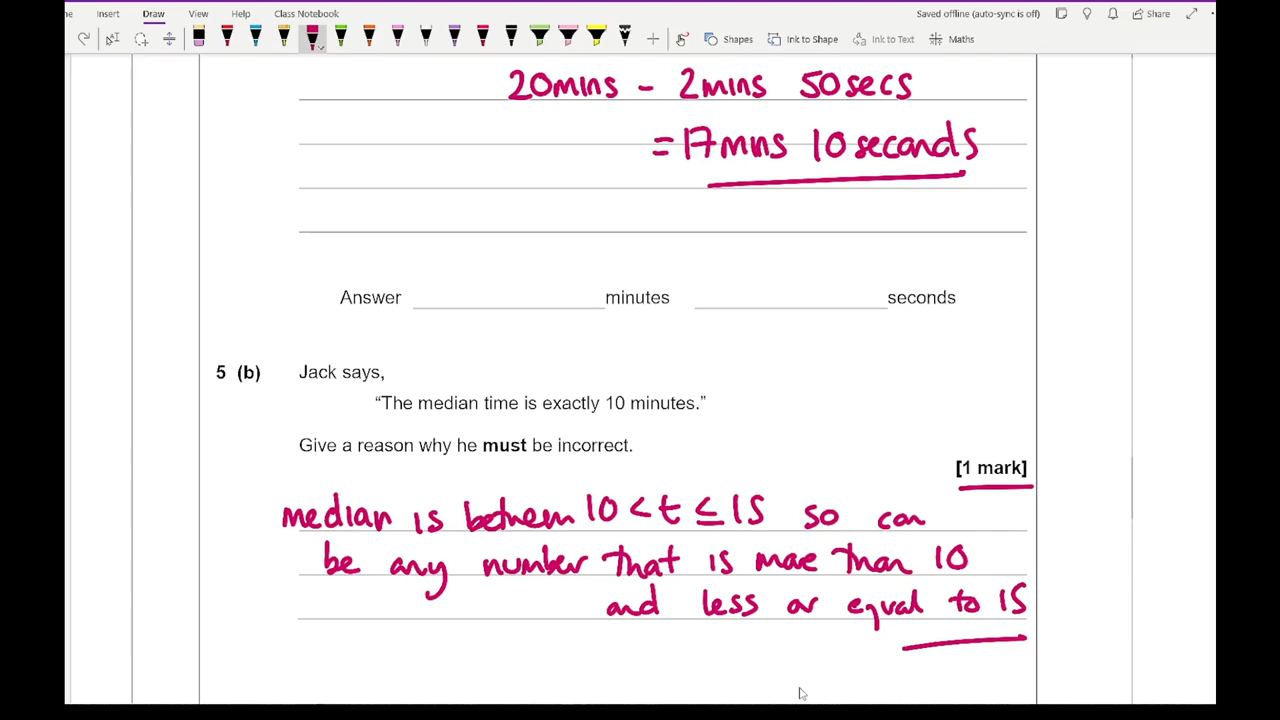 Insert Draw View Help Class Notebook Saved offline (auto-sync is off) Share
Shapes Ink to Shape Ink to Text Maths
20mins - 2mins 50secs
= 17mins 10 seconds
Answer minutes seconds
5 (b) Jack says,
“The median time is exactly 10 minutes.”
Give a reason why he must be incorrect.
[1 mark]
median is between 10 < t ≤ 15 so can
be any number that is more than 10
and less or equal to 15